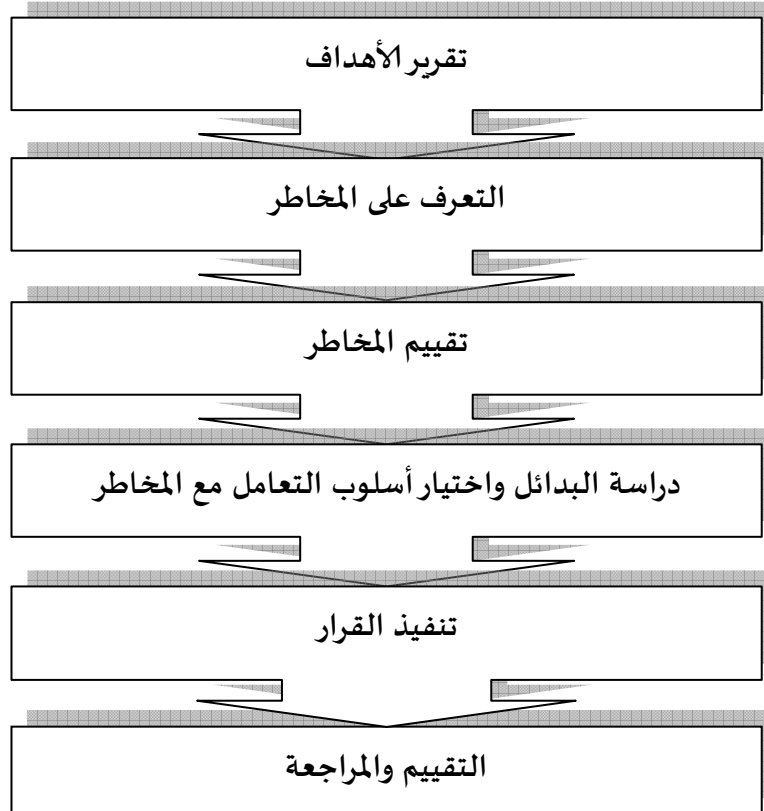 تقرير الأهداف
التعرف على المخاطر
تقييم المخاطر
دراسة البدائل واختيار أسلوب التعامل مع المخاطر
تنفيذ القرار
التقييم والمراجعة